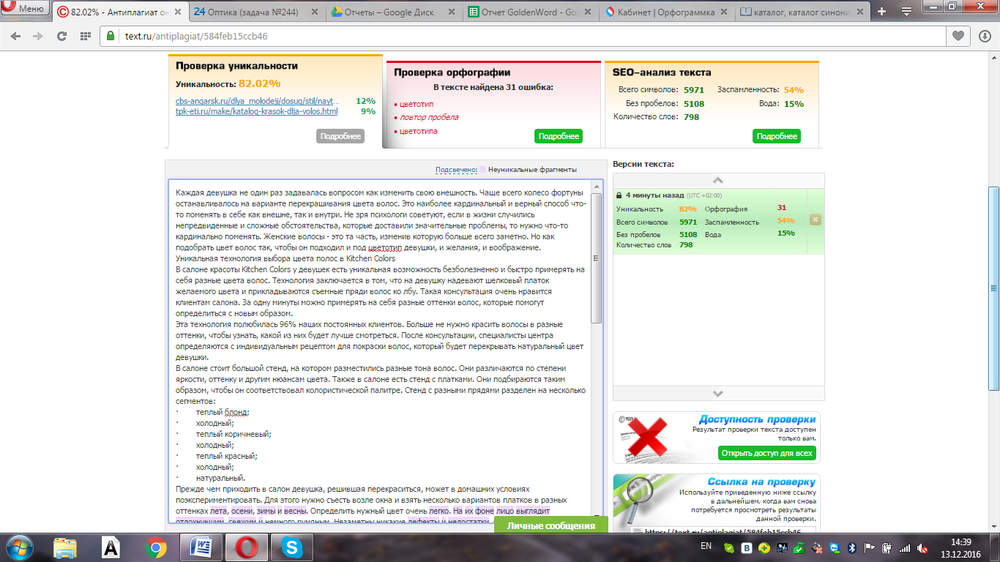 Меню
82.02% - Антиплагиат он
24 Оптика (задача №244)
Отчеты – Google Диск
Отчет GoldenWord - Goo
Кабинет | Орфограммка
каталог, каталог синони
text.ru/antiplagiat/584feb15ccb46
Проверка уникальности
Уникальность: 82.02%
cbs-angarsk.ru/dlya_molodeji/dosug/stil/nayt... 12%
tpk-eti.ru/make/katalog-krasok-dlja-volos.html 9%
Подробнее
Проверка орфографии
В тексте найдена 31 ошибка:
• цветотип
• повтор пробела
• цветотипа
Подробнее
SEO-анализ текста
Всего символов: 5971 Заспамленность: 54%
Без пробелов: 5108 Вода: 15%
Количество слов: 798
Подробнее
Подсвечено: Неуникальные фрагменты
Каждая девушка не один раз задавалась вопросом как изменить свою внешность. Чаще всего колесо фортуны
останавливалось на варианте перекрашивания цвета волос. Это наиболее кардинальный и верный способ что-
то поменять в себе как внешне, так и внутри. Не зря психологи советуют, если в жизни случились
непредвиденные и сложные обстоятельства, которые доставили значительные проблемы, то нужно что-то
кардинально поменять. Женские волосы - это та часть, изменив которую больше всего заметно. Но как
подобрать цвет волос так, чтобы он подходил и под цветотип девушки, и желания, и воображение.
Уникальная технология выбора цвета полос в Kitchen Colors
В салоне красоты Kitchen Colors у девушек есть уникальная возможность безболезненно и быстро примерять на
себя разные цвета волос. Технология заключается в том, что на девушку надевают шелковый платок
желаемого цвета и прикладываются съемные пряди волос ко лбу. Такая консультация очень нравится
клиентам салона. За одну минуты можно примерять на себя разные оттенки волос, которые помогут
определиться с новым образом.
Эта технология полюбилась 96% наших постоянных клиентов. Больше не нужно красить волосы в разные
оттенки, чтобы узнать, какой из них будет лучше смотреться. После консультации, специалисты центра
определяются с индивидуальным рецептом для покраски волос, который будет перекрывать натуральный цвет
девушки.
В салоне стоит большой стенд, на котором разместились разные тона волос. Они различаются по степени
яркости, оттенку и другим нюансам цвета. Также в салоне есть стенд с платками. Они подбираются таким
образом, чтобы он соответствовал колористической палитре. Стенд с разными прядями разделен на несколько
сегментов:
· теплый блонд;
· холодный;
· теплый коричневый;
· холодный;
· теплый красный;
· холодный;
· натуральный.
Прежде чем приходить в салон девушка, решившая перекраситься, может в домашних условиях
поэкспериментировать. Для этого нужно съесть возле окна и взять несколько вариантов платков в разных
оттенках лета, осени, зимы и весны. Определить нужный цвет очень легко. На их фоне лицо выглядит
отдохнувшим, свежим и немного румяным. Незаметны никакие дефекты и недостатки.
Версии текста:
4 минуты назад (UTC +02:00)
Уникальность 82% Орфография 31
Всего символов 5971 Заспамленность 54%
Без пробелов 5108 Вода 15%
Количество слов 798
Доступность проверки
Результат проверки текста доступен
только вам.
Открыть доступ для всех
Ссылка на проверку
Используйте приведенную ниже ссылку
в дальнейшем, когда вам снова
потребуется просмотреть результаты
данной проверки.
https://text.ru/antiplagiat/584feb15ccb46
Личные сообщения
EN
14:39
13.12.2016